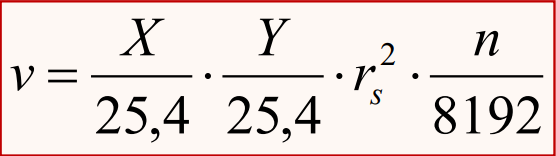 v = X/25,4 · Y/25,4 · r_s^2 · n/8192